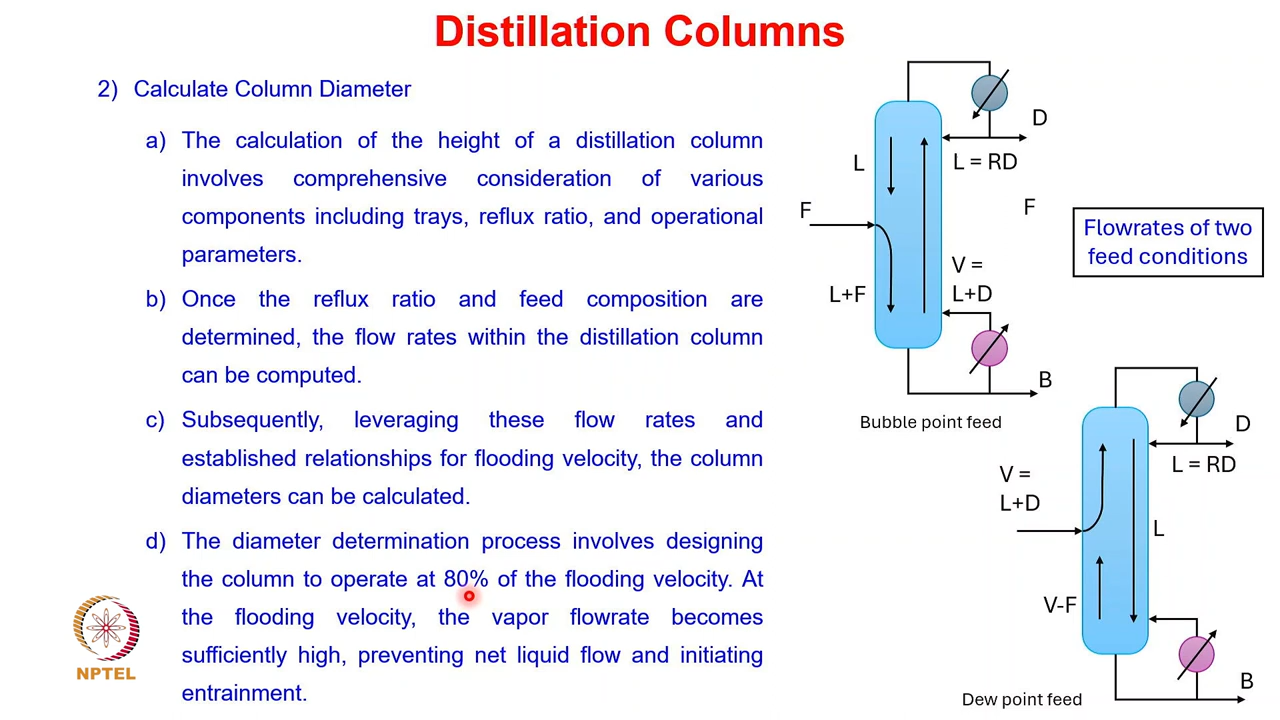 Distillation Columns
2) Calculate Column Diameter
a) The calculation of the height of a distillation column
involves comprehensive consideration of various
components including trays, reflux ratio, and operational
parameters.
b) Once the reflux ratio and feed composition are
determined, the flow rates within the distillation column
can be computed.
c) Subsequently, leveraging these flow rates and
established relationships for flooding velocity, the column
diameters can be calculated.
d) The diameter determination process involves designing
the column to operate at 80% of the flooding velocity. At
the flooding velocity, the vapor flowrate becomes
sufficiently high, preventing net liquid flow and initiating
entrainment.
NPTEL
D
L
L = RD
F
F
V =
L+D
L+F
B
Bubble point feed
Flowrates of two
feed conditions
D
L = RD
V =
L+D
L
V-F
B
Dew point feed